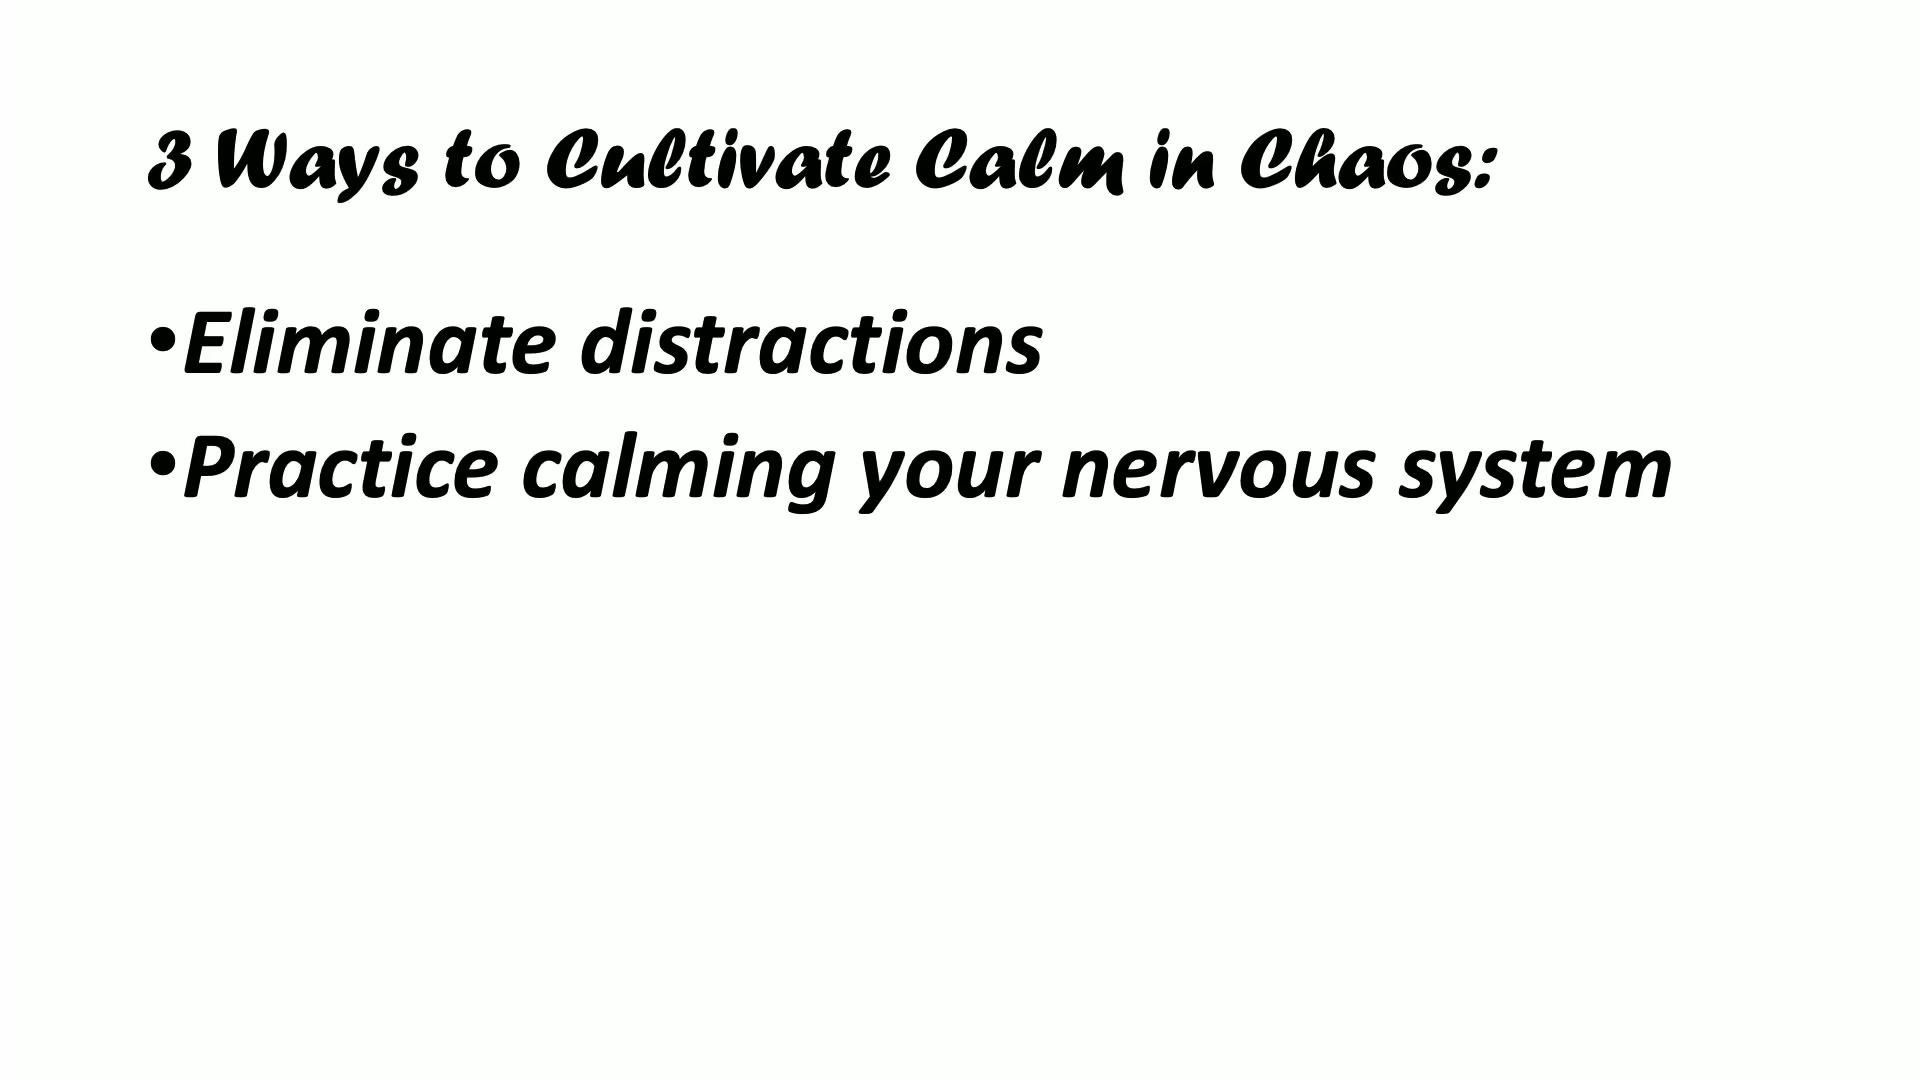 3 Ways to Cultivate Calm in Chaos:
•Eliminate distractions
•Practice calming your nervous system